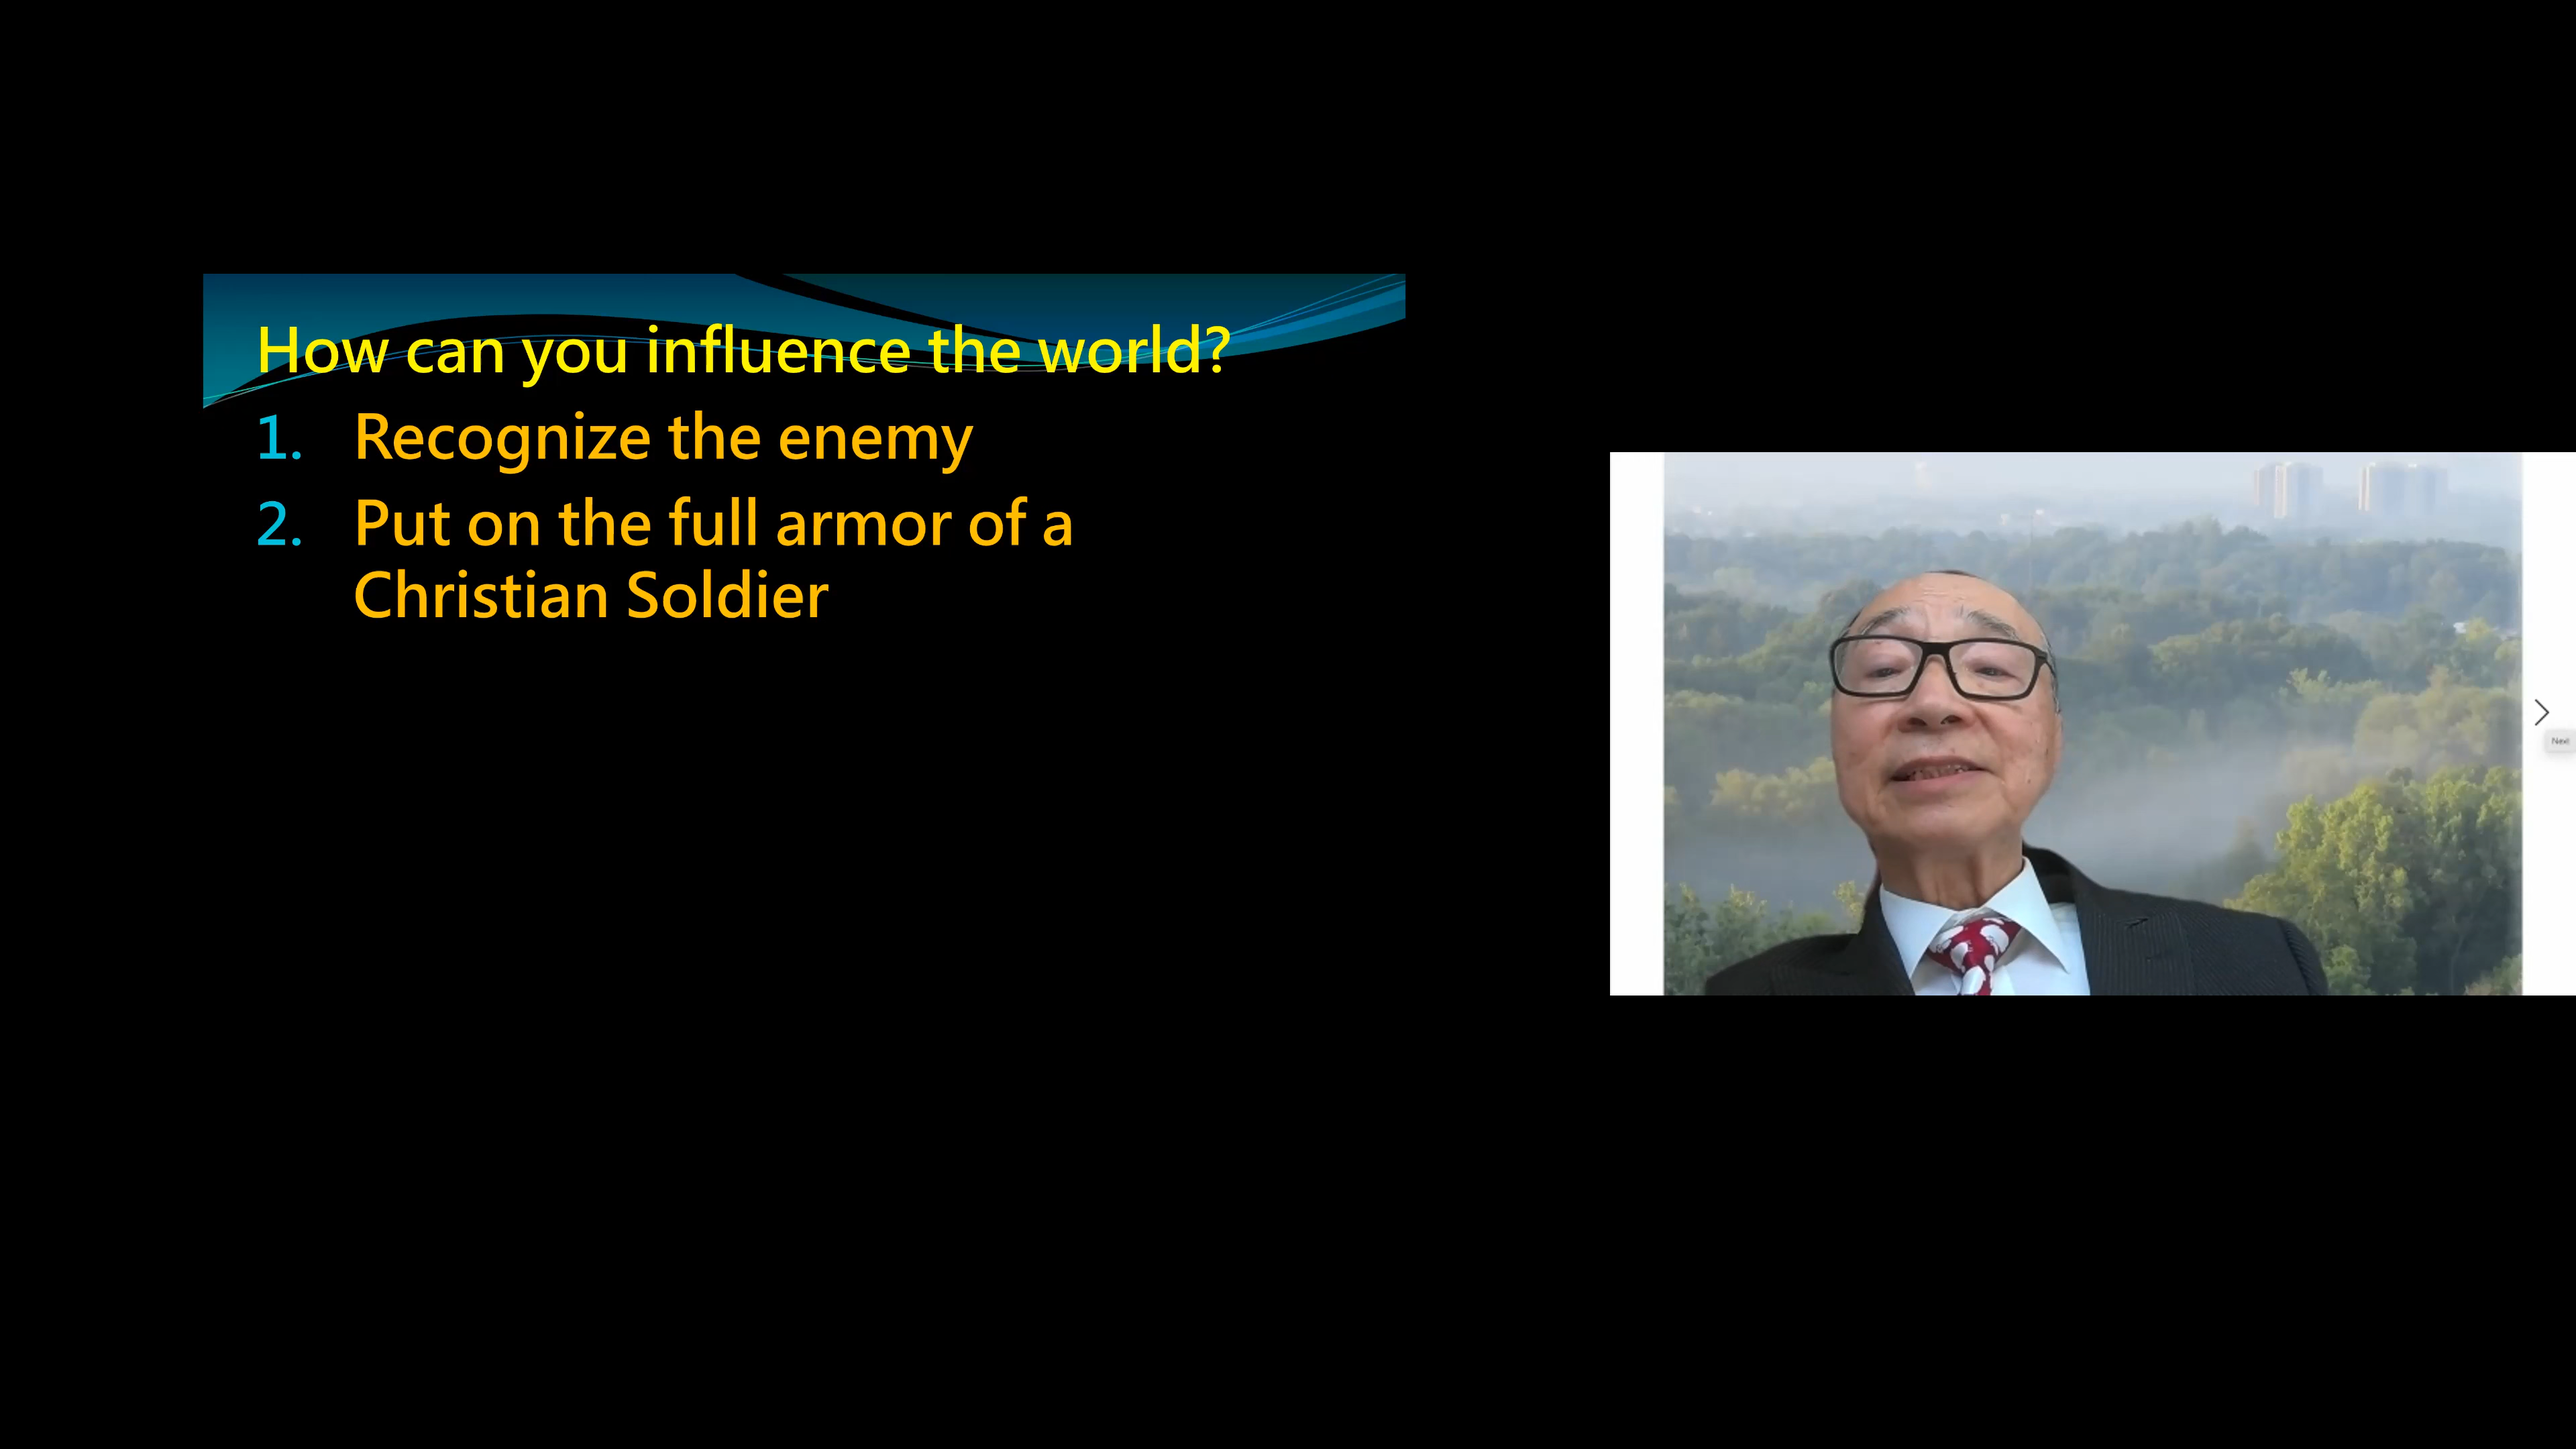 How can you influence the world?
1. Recognize the enemy
2. Put on the full armor of a
Christian Soldier
Next